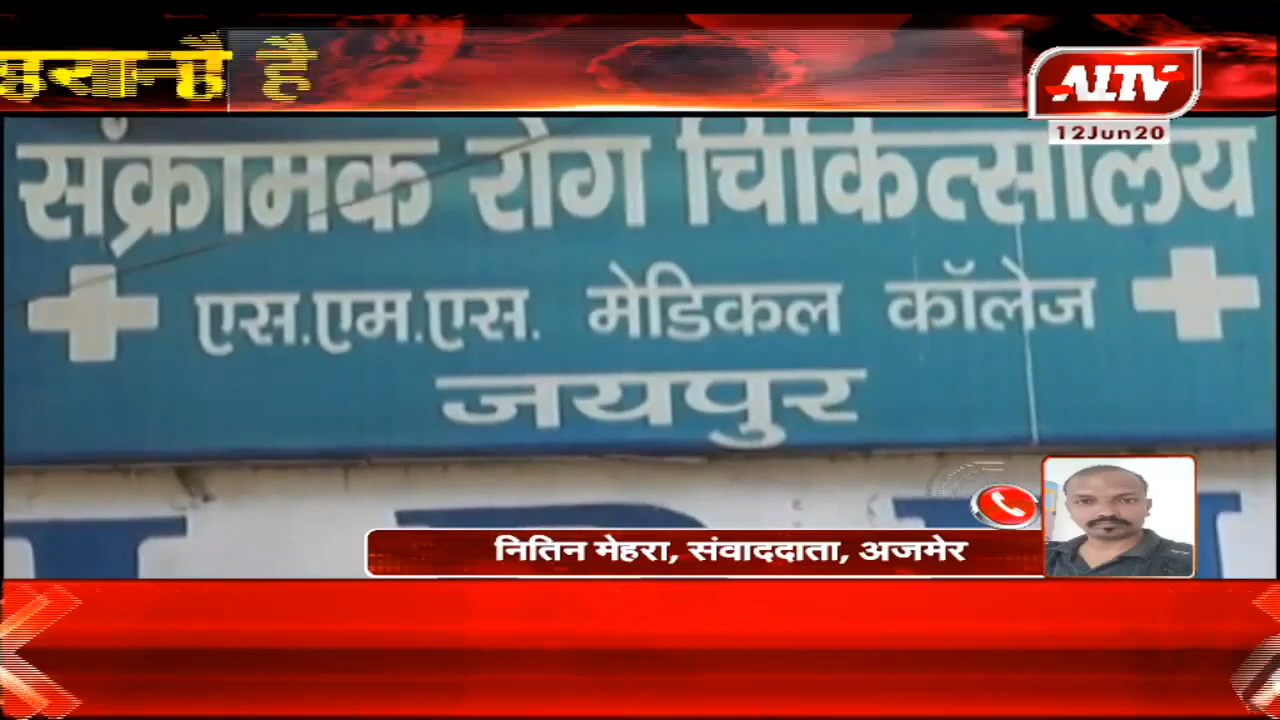 है
ALTV
12Jun20
संक्रामक रोग चिकित्सालय
एस.एम.एस. मेडिकल कॉलेज
जयपुर
नितिन मेहरा, संवाददाता, अजमेर